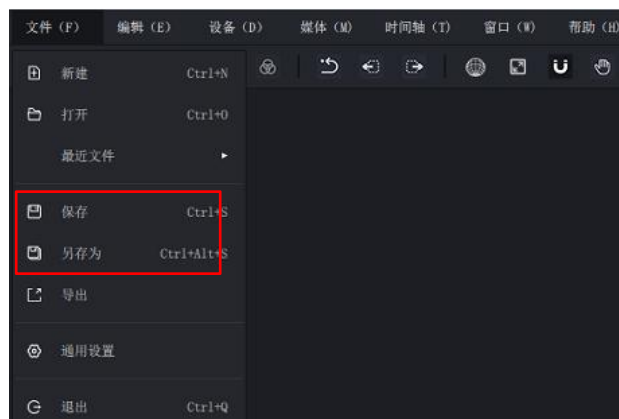 文件（F） 编辑（E） 设备（D） 媒体（M） 时间轴（T） 窗口（W） 帮助（H
新建 Ctrl+N
打开 Ctrl+O
最近文件
保存 Ctrl+S
另存为 Ctrl+Alt+S
导出
通用设置
退出 Ctrl+Q